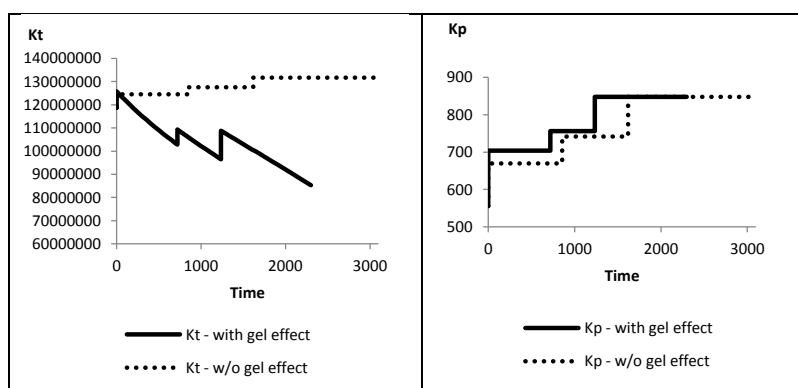 Kt
140000000
130000000
120000000
110000000
100000000
90000000
80000000
70000000
60000000
0 1000 2000 3000
Time
Kt - with gel effect
Kt - w/o gel effect
Kp
900
800
700
600
500
0 1000 2000 3000
Time
Kp - with gel effect
Kp - w/o gel effect